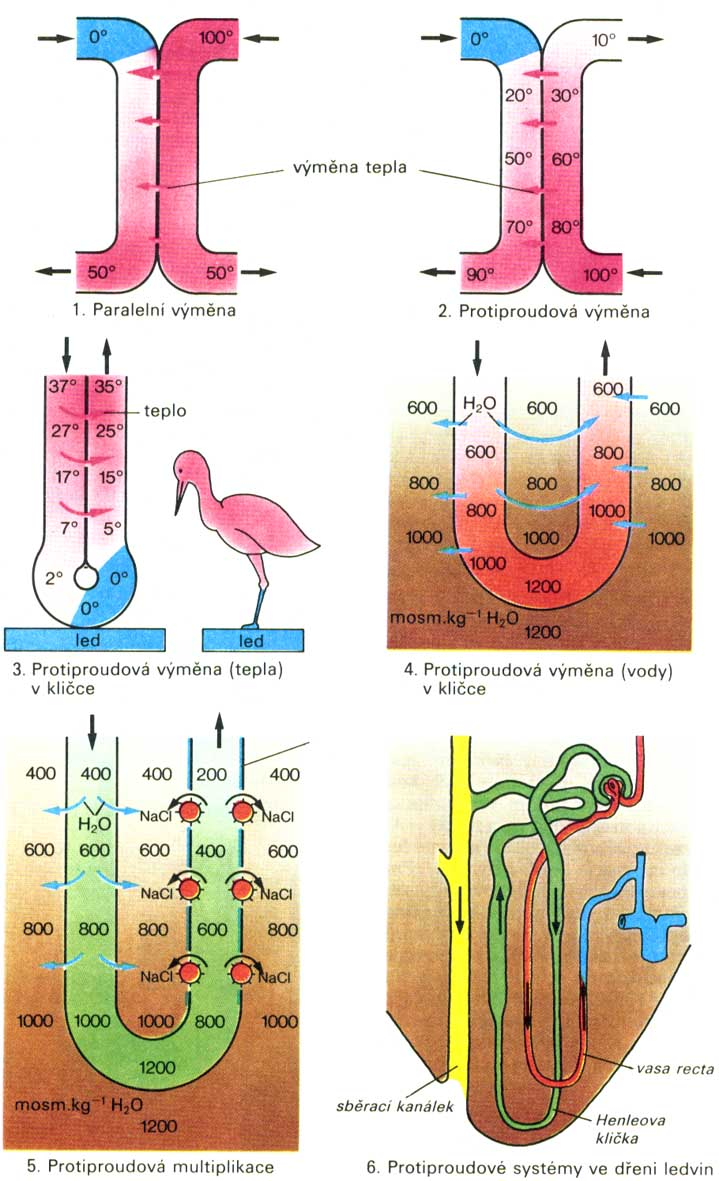 0° 100° 0° 10°
20° 30°
výměna tepla
50° 60°
70° 80°
50° 50° 90° 100°
1. Paralelní výměna
2. Protiproudová výměna
37° 35°
teplo
27° 25°
17° 15°
7° 5°
2° 0°
0°
led led
3. Protiproudová výměna (tepla)
v kličce
600
H₂O
600 600 600
600
800
800 800 800
800
1000
1000 1000 1000
1000
1200
mosm.kg⁻¹ H₂O
1200
4. Protiproudová výměna (vody)
v kličce
400 400 400 200 400
H₂O NaCl NaCl
600 600 600 400 600
NaCl NaCl
800 800 800 600 800
NaCl NaCl
1000 1000 1000 800 1000
1200
mosm.kg⁻¹ H₂O
1200
5. Protiproudová multiplikace
vasa recta
sběrací kanálek
Henleova
klička
6. Protiproudové systémy ve dřeni ledvin